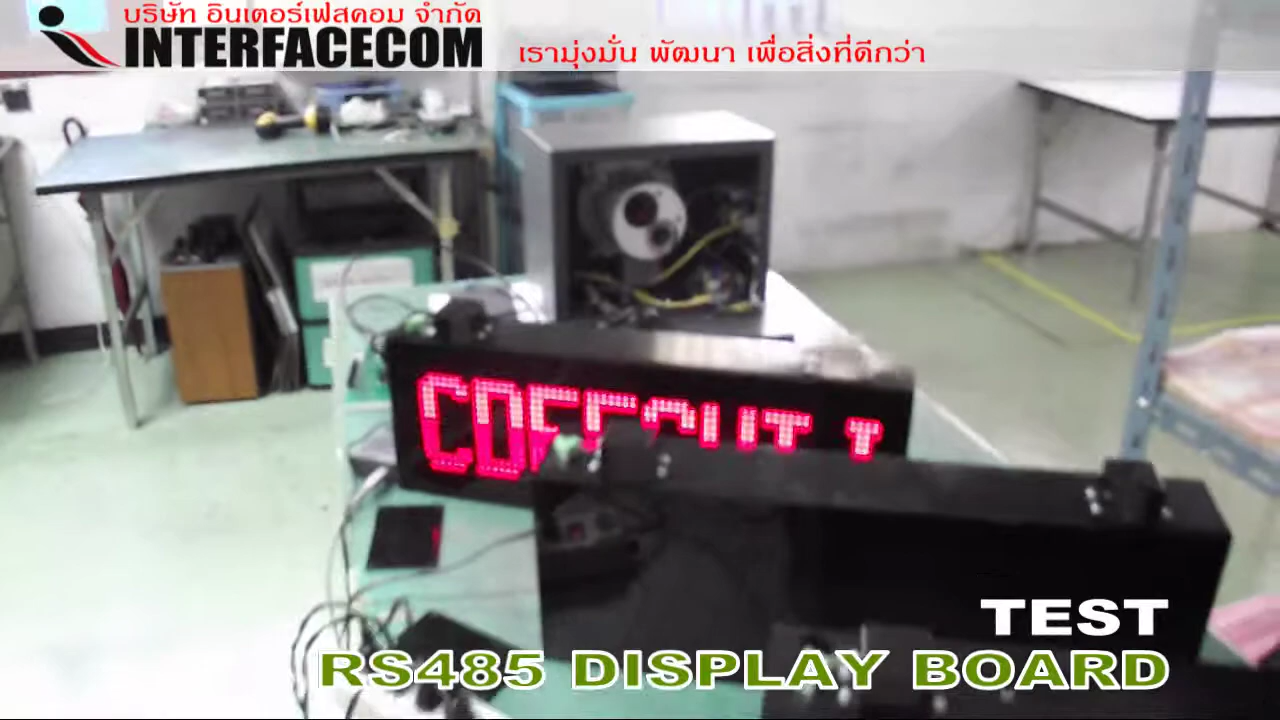 บริษัท อินเตอร์เฟสคอม จำกัด
INTERFACECOM
เรามุ่งมั่น พัฒนา เพื่อสิ่งที่ดีกว่า
TEST
RS485 DISPLAY BOARD